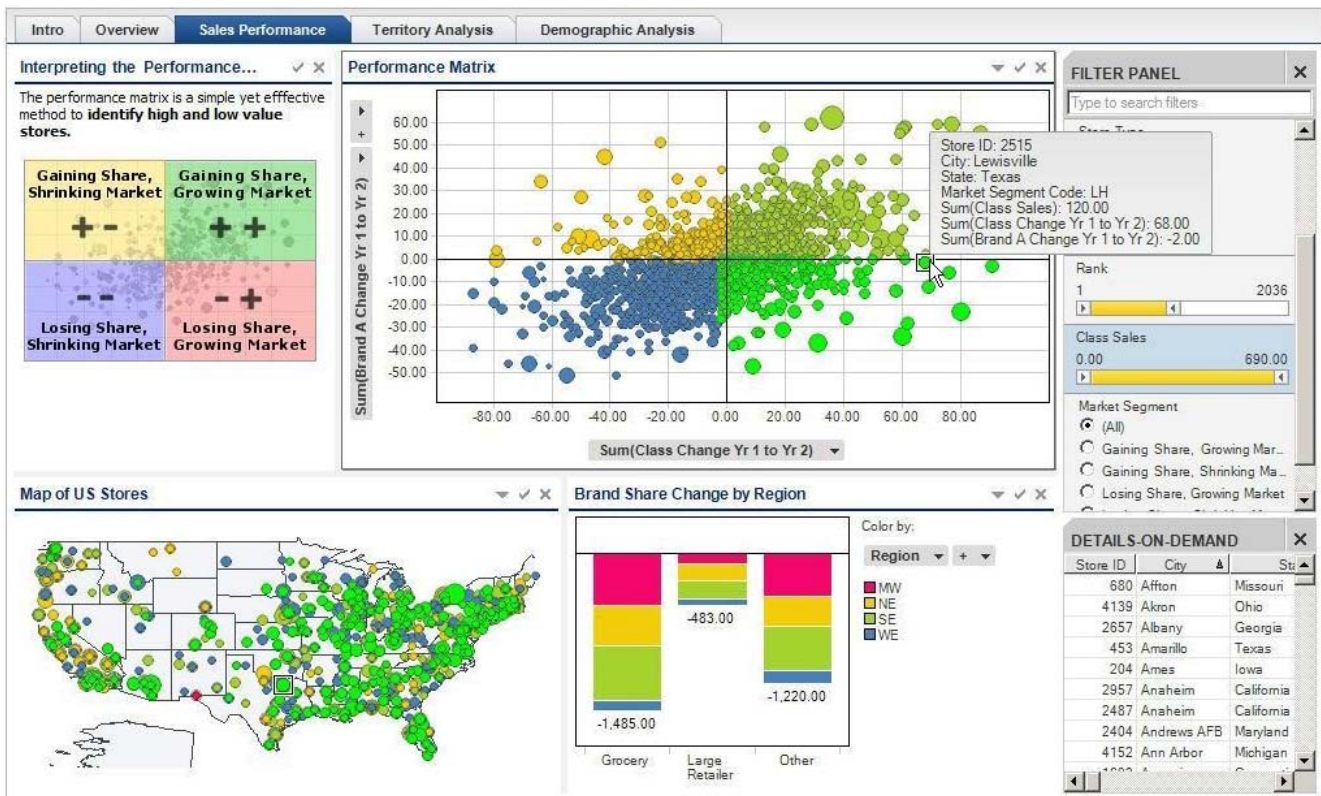 Intro
Overview
Sales Performance
Territory Analysis
Demographic Analysis
Interpreting the Performance...
The performance matrix is a simple yet efffective
method to identify high and low value
stores.
Gaining Share,
Shrinking Market
+ -
Gaining Share,
Growing Market
+ +
- -
Losing Share,
Shrinking Market
- +
Losing Share,
Growing Market
Performance Matrix
Sum(Brand A Change Yr 1 to Yr 2)
+
60.00
50.00
40.00
30.00
20.00
10.00
0.00
-10.00
-20.00
-30.00
-40.00
-50.00
-80.00
-60.00
-40.00
-20.00
0.00
20.00
40.00
60.00
80.00
Sum(Class Change Yr 1 to Yr 2)
Store ID: 2515
City: Lewisville
State: Texas
Market Segment Code: LH
Sum(Class Sales): 120.00
Sum(Class Change Yr 1 to Yr 2): 68.00
Sum(Brand A Change Yr 1 to Yr 2): -2.00
FILTER PANEL
Type to search filters
Store Type
Rank
1 2036
Class Sales
0.00 690.00
Market Segment
(All)
Gaining Share, Growing Mar...
Gaining Share, Shrinking Ma...
Losing Share, Growing Market
Map of US Stores
Brand Share Change by Region
-1,485.00
-483.00
-1,220.00
Grocery
Large
Retailer
Other
Color by:
Region +
MW
NE
SE
WE
DETAILS-ON-DEMAND
Store ID City Sta
680 Affton Missouri
4139 Akron Ohio
2657 Albany Georgia
453 Amarillo Texas
204 Ames Iowa
2957 Anaheim California
2487 Anaheim California
2404 Andrews AFB Maryland
4152 Ann Arbor Michigan